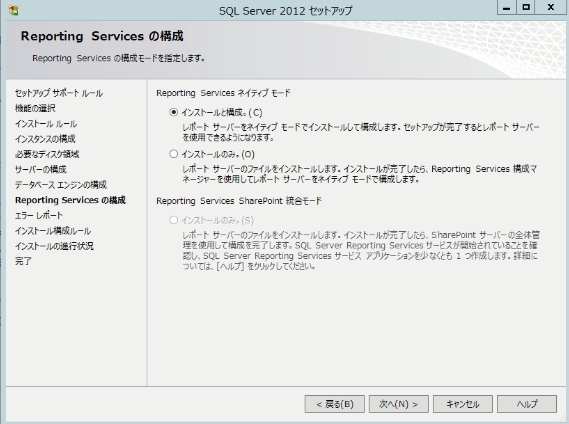 SQL Server 2012 セットアップ
Reporting Services の構成
Reporting Services の構成モードを指定します。
セットアップ サポート ルール
機能の選択
インストール ルール
インスタンスの構成
必要なディスク領域
サーバーの構成
データベース エンジンの構成
Reporting Services の構成
エラー レポート
インストール構成ルール
インストールの進行状況
完了
Reporting Services ネイティブ モード
インストールと構成。(C)
レポート サーバーをネイティブ モードでインストールして構成します。セットアップが完了するとレポート サーバー
を使用できるようになります。
インストールのみ。(O)
レポート サーバーのファイルをインストールします。インストールが完了したら、Reporting Services 構成マ
ネージャーを使用してレポート サーバーをネイティブ モードで構成します。
Reporting Services SharePoint 統合モード
インストールのみ。(S)
レポート サーバーのファイルをインストールします。インストールが完了したら、SharePoint サーバーの全体管
理を使用して構成を完了します。SQL Server Reporting Services サービスが開始されていることを確
認し、SQL Server Reporting Services サービス アプリケーションを少なくとも 1 つ作成します。詳細に
ついては、[ヘルプ] をクリックしてください。
< 戻る(B)
次へ(N) >
キャンセル
ヘルプ